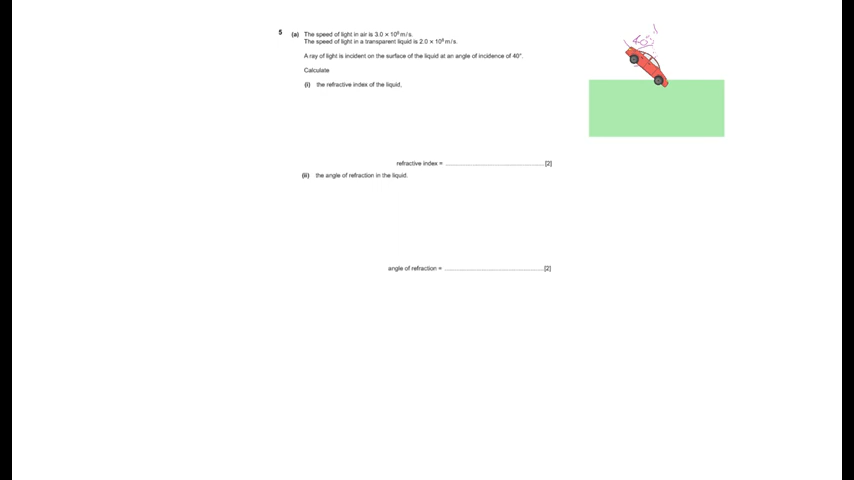 5 (a) The speed of light in air is 3.0 × 10⁸ m/s.
The speed of light in a transparent liquid is 2.0 × 10⁸ m/s.
A ray of light is incident on the surface of the liquid at an angle of incidence of 40°.
Calculate
(i) the refractive index of the liquid,
40°
refractive index = ................................................ [2]
(ii) the angle of refraction in the liquid.
angle of refraction = ................................................ [2]